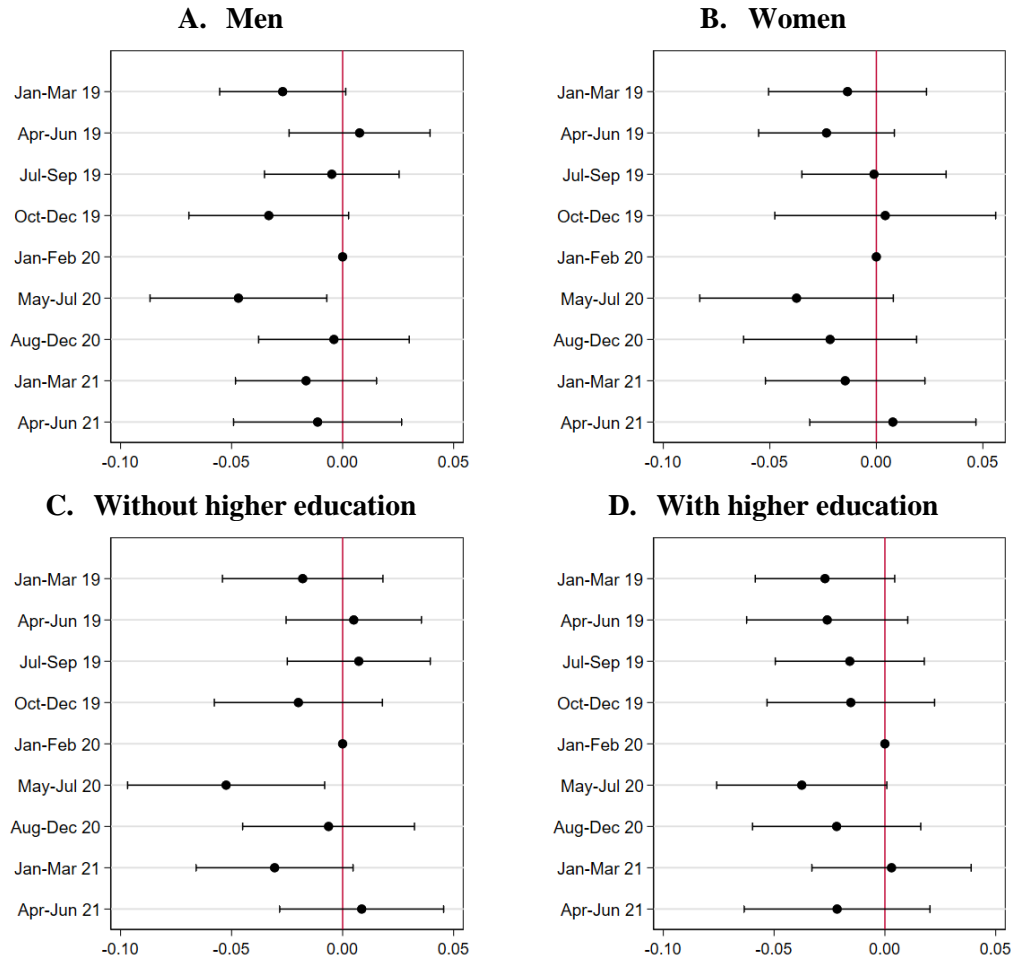 A. Men
Jan-Mar 19
Apr-Jun 19
Jul-Sep 19
Oct-Dec 19
Jan-Feb 20
May-Jul 20
Aug-Dec 20
Jan-Mar 21
Apr-Jun 21
-0.10 -0.05 0.00 0.05
B. Women
Jan-Mar 19
Apr-Jun 19
Jul-Sep 19
Oct-Dec 19
Jan-Feb 20
May-Jul 20
Aug-Dec 20
Jan-Mar 21
Apr-Jun 21
-0.10 -0.05 0.00 0.05
C. Without higher education
Jan-Mar 19
Apr-Jun 19
Jul-Sep 19
Oct-Dec 19
Jan-Feb 20
May-Jul 20
Aug-Dec 20
Jan-Mar 21
Apr-Jun 21
-0.10 -0.05 0.00 0.05
D. With higher education
Jan-Mar 19
Apr-Jun 19
Jul-Sep 19
Oct-Dec 19
Jan-Feb 20
May-Jul 20
Aug-Dec 20
Jan-Mar 21
Apr-Jun 21
-0.10 -0.05 0.00 0.05